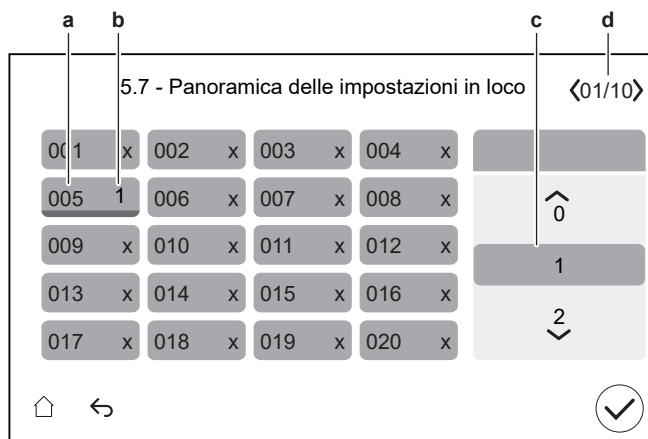 a b c d
5.7 - Panoramica delle impostazioni in loco 01/10
001 x 002 x 003 x 004 x
005 1 006 x 007 x 008 x 0
009 x 010 x 011 x 012 x 1
013 x 014 x 015 x 016 x 2
017 x 018 x 019 x 020 x